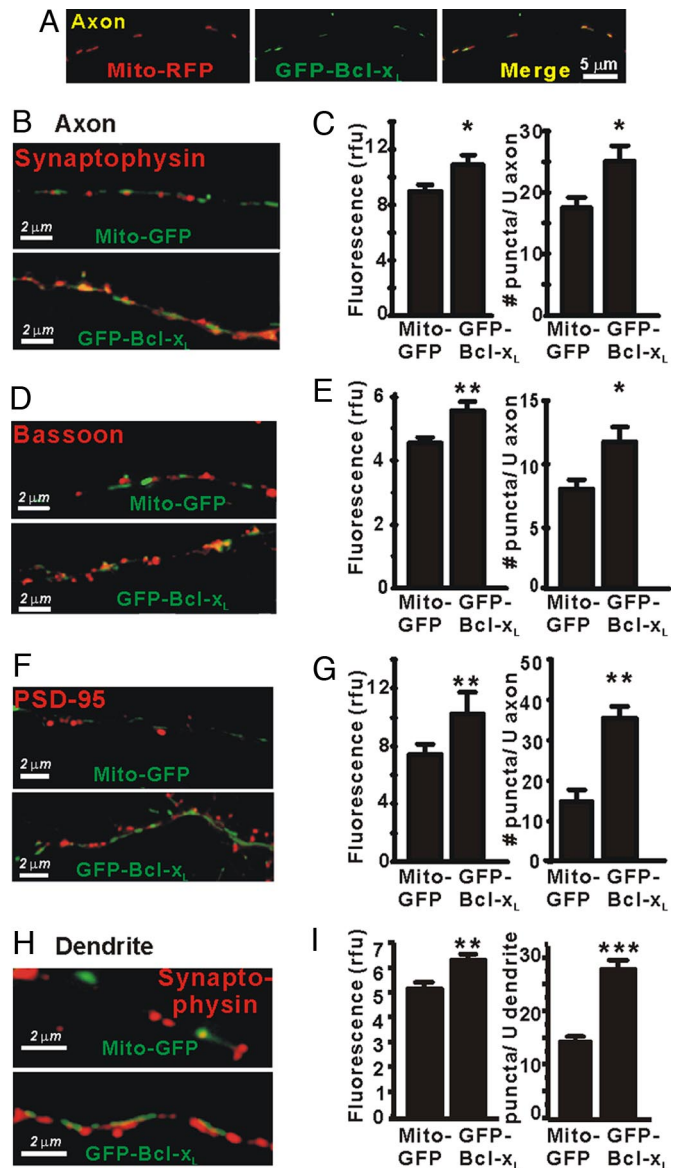 A
Axon
Mito-RFP
GFP-Bcl-xL
Merge
5 µm
B Axon
Synaptophysin
2 µm
Mito-GFP
2 µm
GFP-Bcl-xL
C
Fluorescence (rfu)
12
8
4
0
*
Mito- GFP-
GFP Bcl-xL
# puncta/ U axon
30
20
10
0
*
Mito- GFP-
GFP Bcl-xL
D
Bassoon
2 µm
Mito-GFP
2 µm
GFP-Bcl-xL
E
Fluorescence (rfu)
6
4
2
0
**
Mito- GFP-
GFP Bcl-xL
# puncta/ U axon
15
10
5
0
*
Mito- GFP-
GFP Bcl-xL
F
PSD-95
2 µm
Mito-GFP
2 µm
GFP-Bcl-xL
G
Fluorescence (rfu)
12
8
4
0
**
Mito- GFP-
GFP Bcl-xL
# puncta/ U axon
50
40
30
20
10
0
**
Mito- GFP-
GFP Bcl-xL
H Dendrite
Synapto-
physin
2 µm
Mito-GFP
2 µm
GFP-Bcl-xL
I
Fluorescence (rfu)
7
6
5
4
3
2
1
0
**
Mito- GFP-
GFP Bcl-xL
puncta/ U dendrite
30
20
10
0
***
Mito- GFP-
GFP Bcl-xL